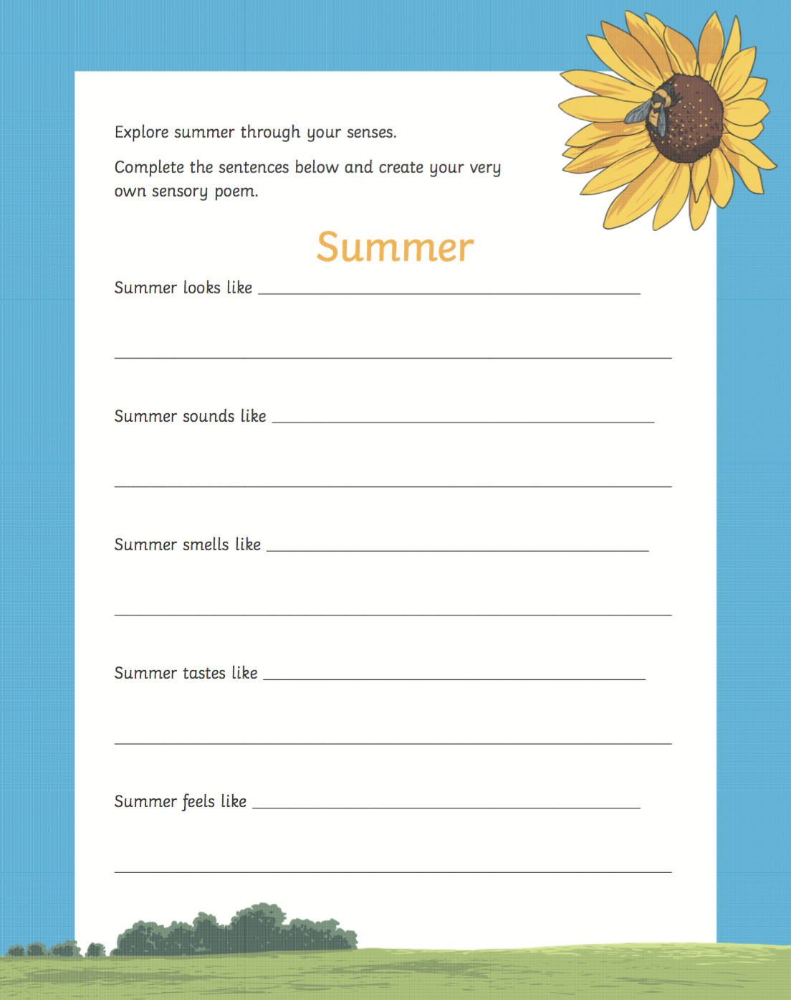 Explore summer through your senses.
Complete the sentences below and create your very
own sensory poem.
Summer
Summer looks like
Summer sounds like
Summer smells like
Summer tastes like
Summer feels like